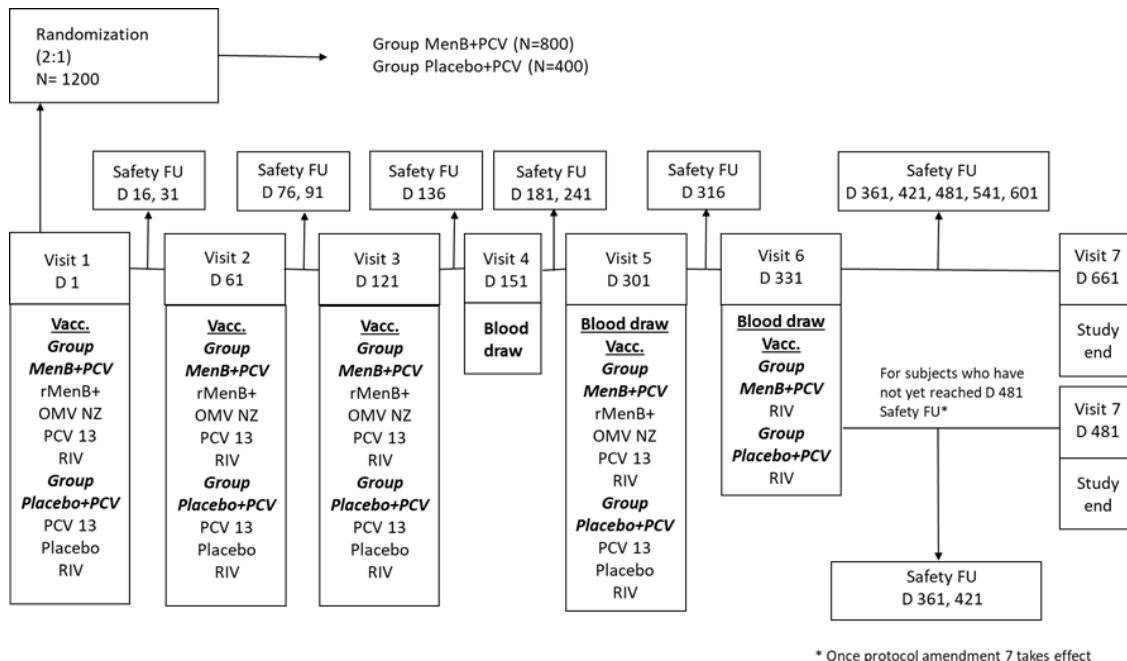 Randomization
(2:1)
N= 1200
Group MenB+PCV (N=800)
Group Placebo+PCV (N=400)
Safety FU
D 16, 31
Safety FU
D 76, 91
Safety FU
D 136
Safety FU
D 181, 241
Safety FU
D 316
Safety FU
D 361, 421, 481, 541, 601
Visit 1
D 1
Visit 2
D 61
Visit 3
D 121
Visit 4
D 151
Visit 5
D 301
Visit 6
D 331
Visit 7
D 661
Vacc.
Group
MenB+PCV
rMenB+
OMV NZ
PCV 13
RIV
Group
Placebo+PCV
PCV 13
Placebo
RIV
Vacc.
Group
MenB+PCV
rMenB+
OMV NZ
PCV 13
RIV
Group
Placebo+PCV
PCV 13
Placebo
RIV
Vacc.
Group
MenB+PCV
rMenB+
OMV NZ
PCV 13
RIV
Group
Placebo+PCV
PCV 13
Placebo
RIV
Blood
draw
Blood draw
Vacc.
Group
MenB+PCV
rMenB+
OMV NZ
PCV 13
RIV
Group
Placebo+PCV
PCV 13
Placebo
RIV
Blood draw
Vacc.
Group
MenB+PCV
RIV
Group
Placebo+PCV
RIV
Study
end
For subjects who have
not yet reached D 481
Safety FU*
Visit 7
D 481
Study
end
Safety FU
D 361, 421
* Once protocol amendment 7 takes effect